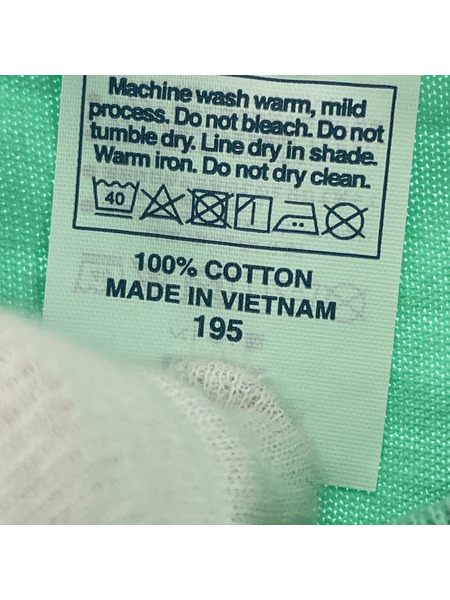 Machine wash warm, mild
process. Do not bleach. Do not
tumble dry. Line dry in shade.
Warm iron. Do not dry clean.
40
100% COTTON
MADE IN VIETNAM
195